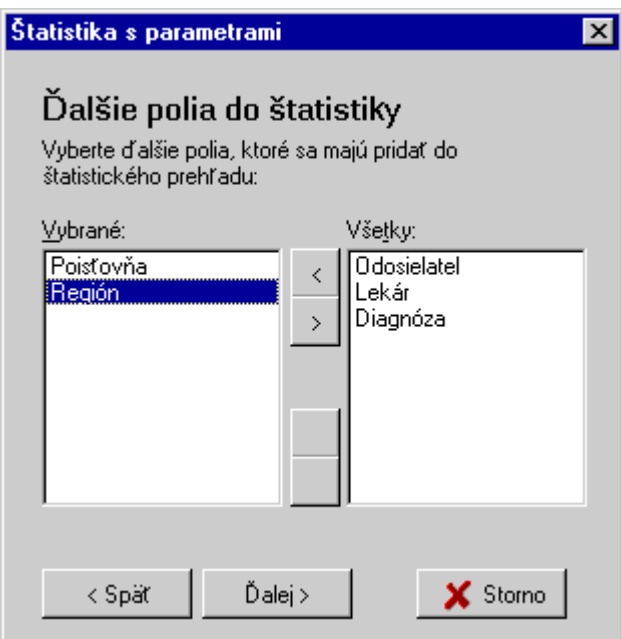 Štatistika s parametrami
Ďalšie polia do štatistiky
Vyberte ďalšie polia, ktoré sa majú pridať do
štatistického prehľadu:
Vybrané:
Všetky:
Poisťovňa
Región
<
>
Odosielatel
Lekár
Diagnóza
< Späť
Ďalej >
Storno